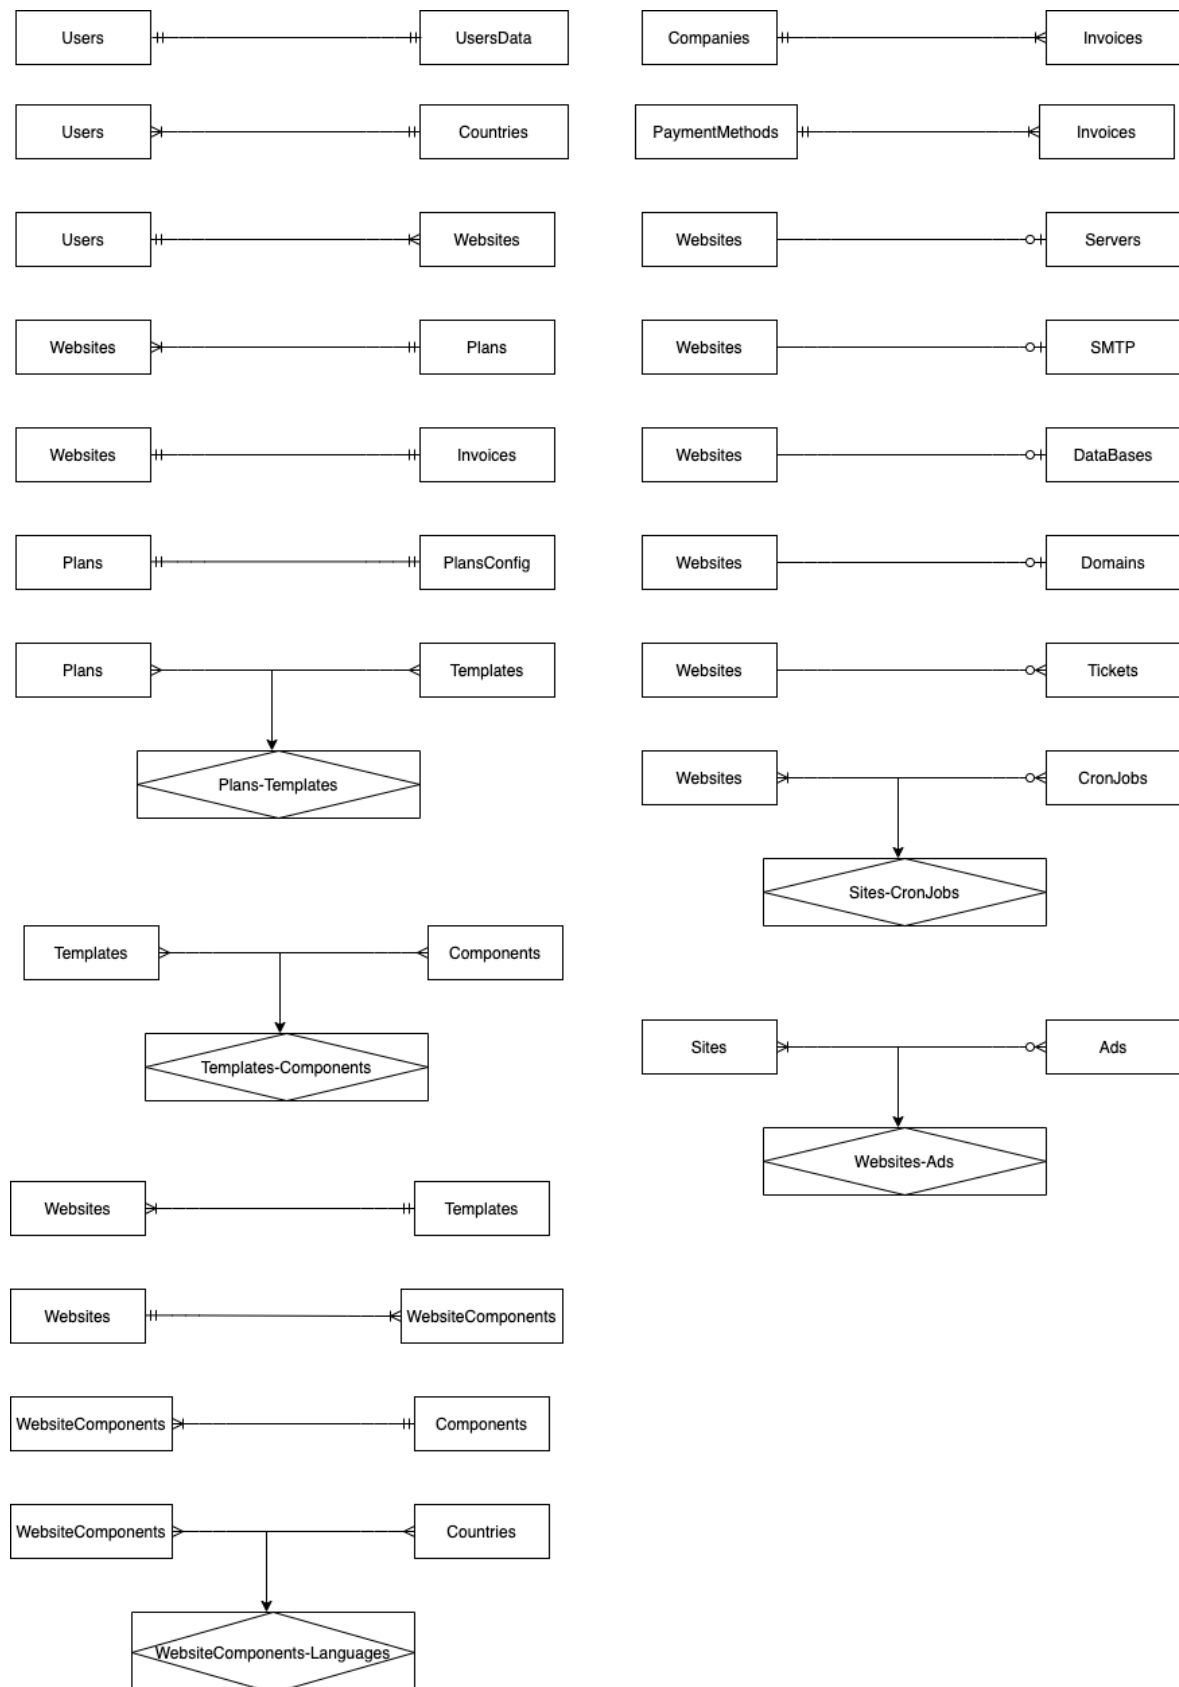 Users
UsersData
Users
Countries
Users
Websites
Websites
Plans
Websites
Invoices
Plans
PlansConfig
Plans
Templates
Plans-Templates
Templates
Components
Templates-Components
Websites
Templates
Websites
WebsiteComponents
WebsiteComponents
Components
WebsiteComponents
Countries
WebsiteComponents-Languages
Companies
Invoices
PaymentMethods
Invoices
Websites
Servers
Websites
SMTP
Websites
DataBases
Websites
Domains
Websites
Tickets
Websites
CronJobs
Sites-CronJobs
Sites
Ads
Websites-Ads